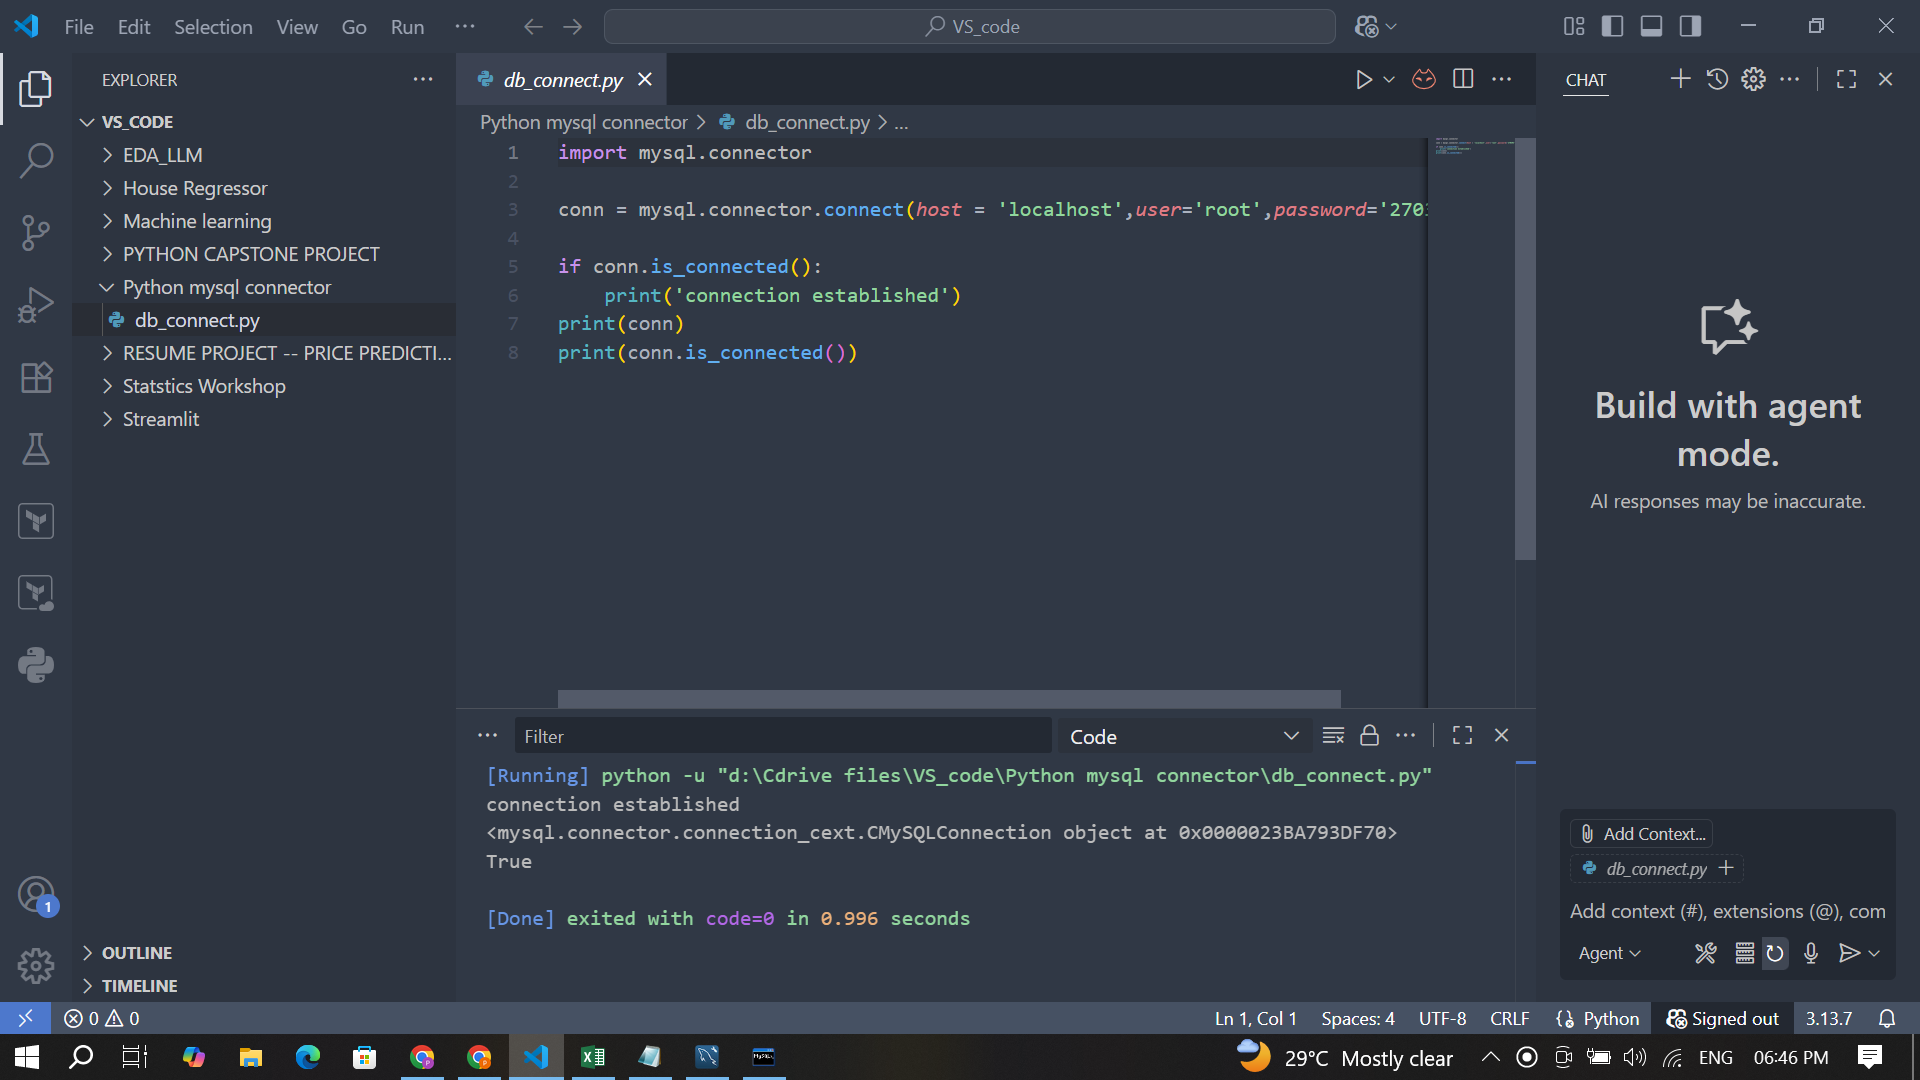 File Edit Selection View Go Run ...
VS_code
EXPLORER
VS_CODE
EDA_LLM
House Regressor
Machine learning
PYTHON CAPSTONE PROJECT
Python mysql connector
db_connect.py
RESUME PROJECT -- PRICE PREDICTI...
Statstics Workshop
Streamlit
OUTLINE
TIMELINE
db_connect.py
Python mysql connector > db_connect.py > ...
1 import mysql.connector
2
3 conn = mysql.connector.connect(host = 'localhost',user='root',password='270
4
5 if conn.is_connected():
6     print('connection established')
7 print(conn)
8 print(conn.is_connected())
Filter
Code
[Running] python -u "d:\Cdrive files\VS_code\Python mysql connector\db_connect.py"
connection established
<mysql.connector.connection_cext.CMySQLConnection object at 0x0000023BA793DF70>
True
[Done] exited with code=0 in 0.996 seconds
CHAT
Build with agent
mode.
AI responses may be inaccurate.
Add Context...
db_connect.py
Add context (#), extensions (@), com
Agent
1
0 0
Ln 1, Col 1 Spaces: 4 UTF-8 CRLF Python Signed out 3.13.7
29°C Mostly clear ENG 06:46 PM